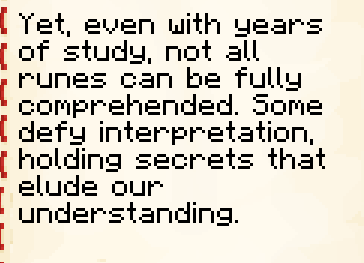 Yet, even with years
of study, not all
runes can be fully
comprehended. Some
defy interpretation,
holding secrets that
elude our
understanding.